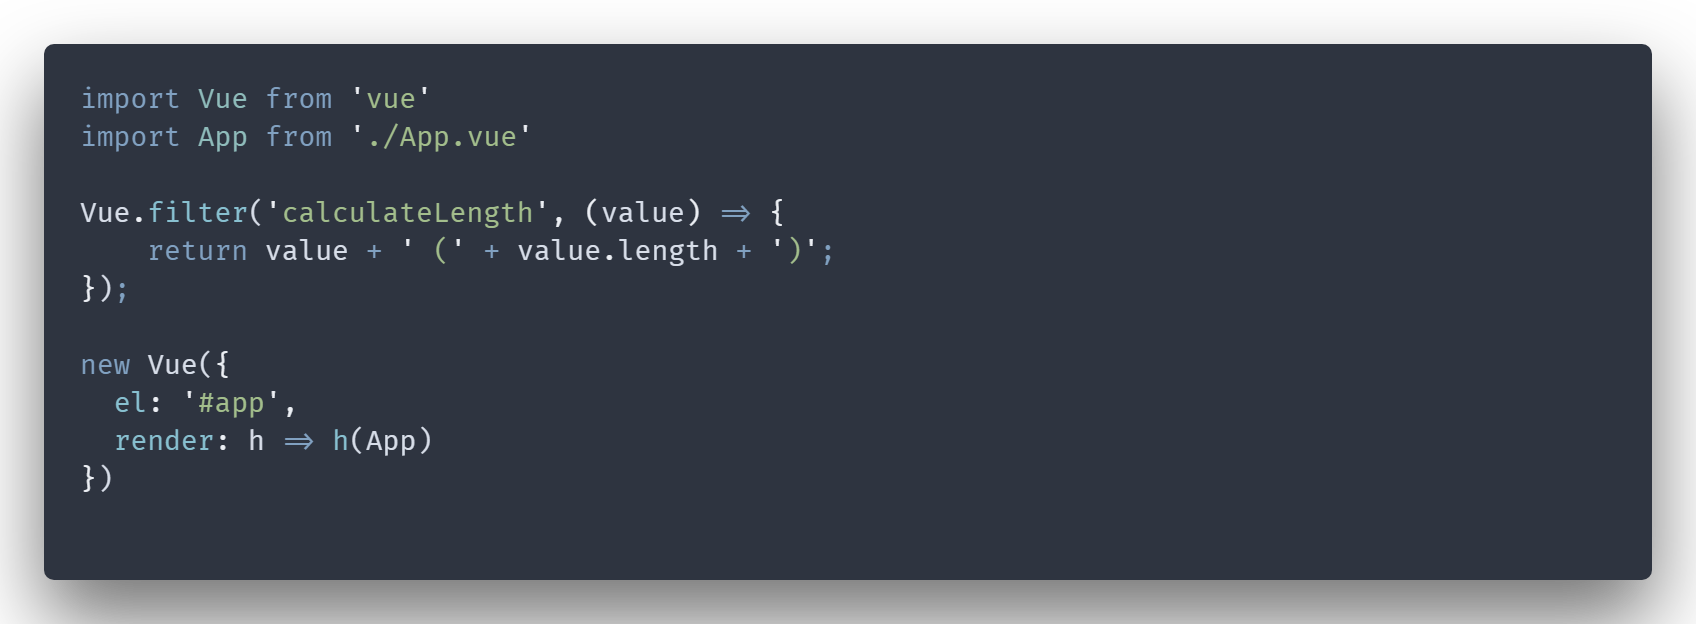 import Vue from 'vue'
import App from './App.vue'

Vue.filter('calculateLength', (value) => {
    return value + ' (' + value.length + ')';
});

new Vue({
  el: '#app',
  render: h => h(App)
})